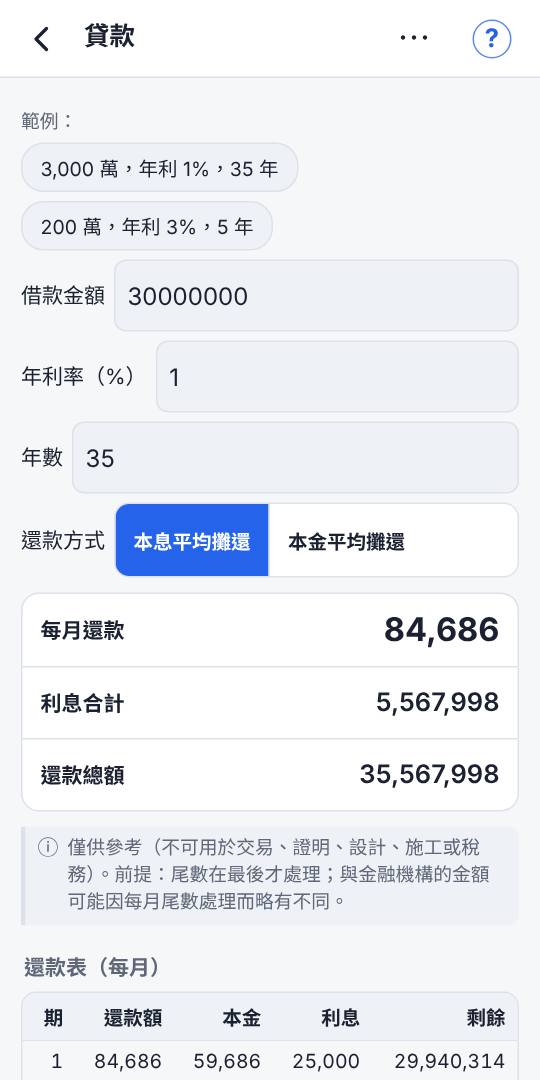 貸款
?
範例：
3,000 萬，年利 1%，35 年
200 萬，年利 3%，5 年
借款金額 30000000
年利率（%） 1
年數 35
還款方式 本息平均攤還 本金平均攤還
每月還款 84,686
利息合計 5,567,998
還款總額 35,567,998
僅供參考（不可用於交易、證明、設計、施工或稅
務）。前提：尾數在最後才處理；與金融機構的金額
可能因每月尾數處理而略有不同。
還款表（每月）
期 還款額 本金 利息 剩餘
1 84,686 59,686 25,000 29,940,314